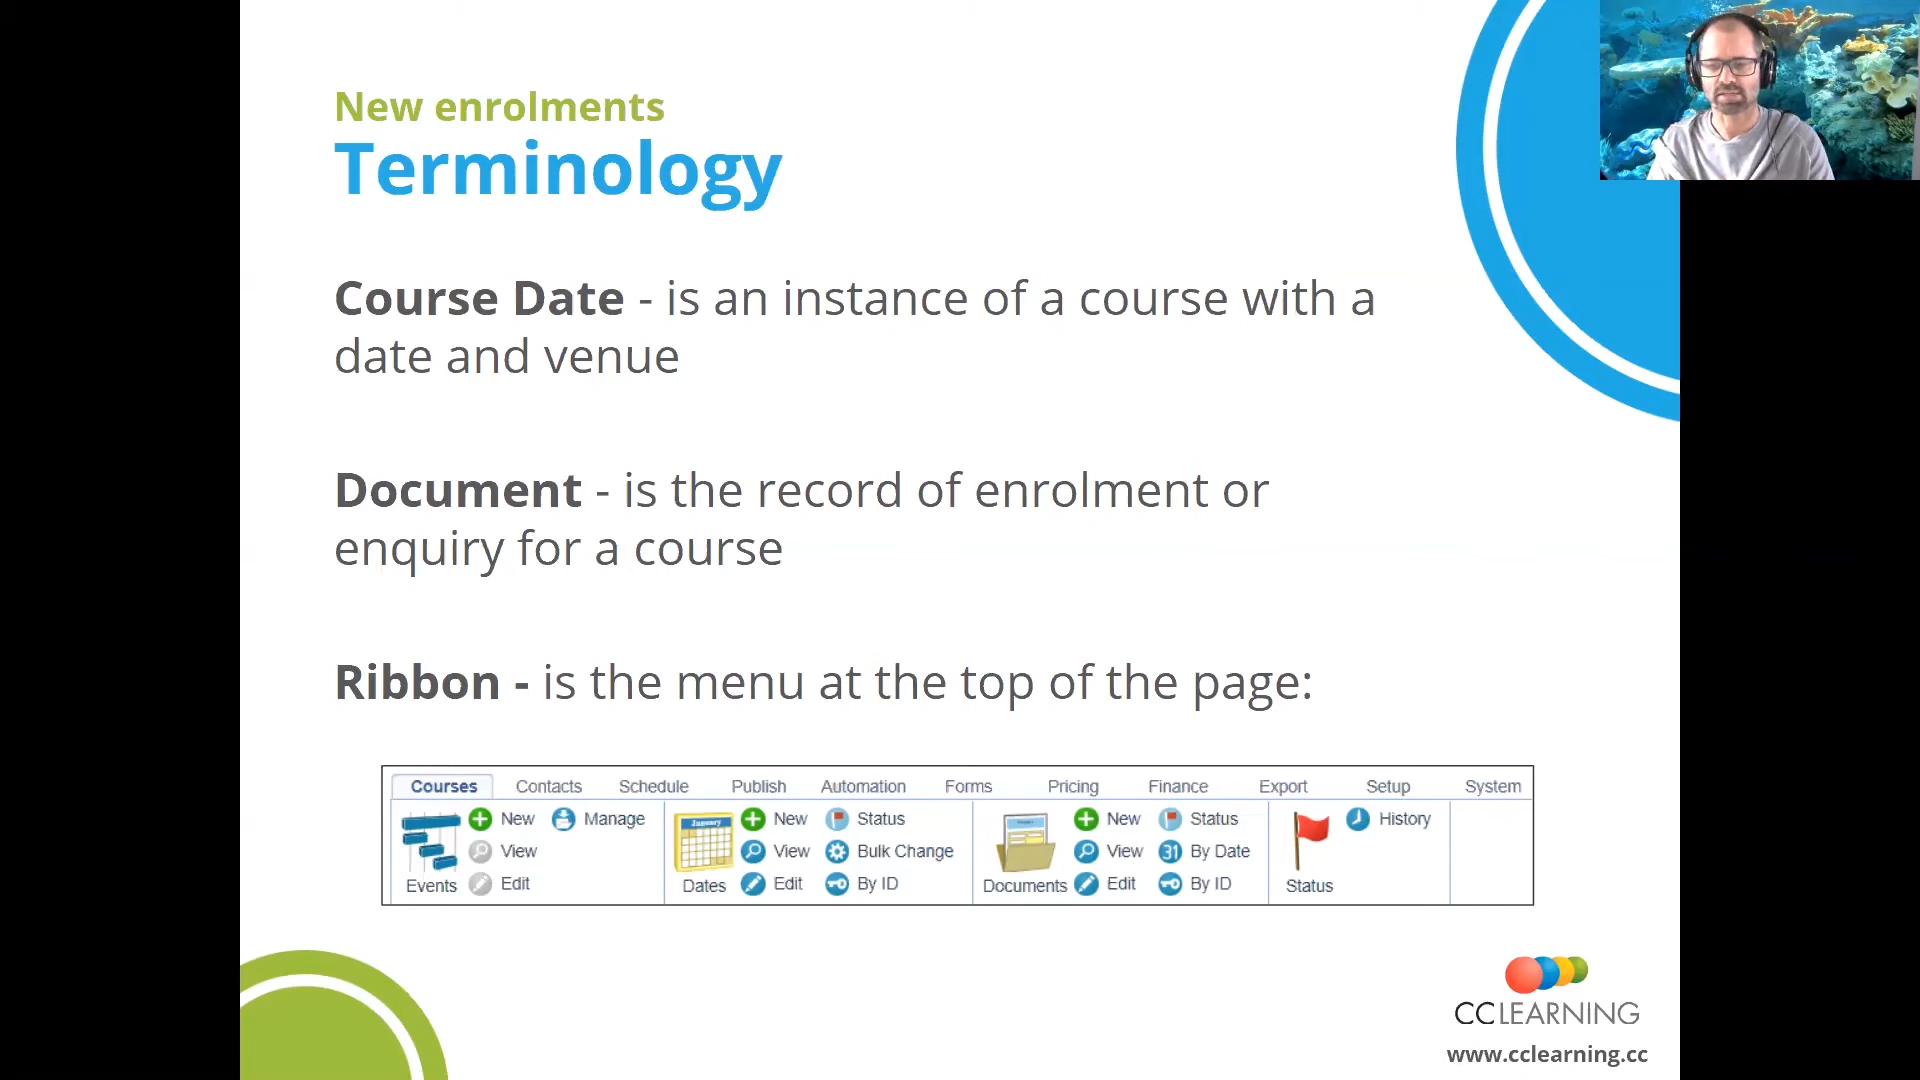 New enrolments
Terminology
Course Date - is an instance of a course with a
date and venue
Document - is the record of enrolment or
enquiry for a course
Ribbon - is the menu at the top of the page:
Courses Contacts Schedule Publish Automation Forms Pricing Finance Export Setup System
New Manage January New Status New Status History
View View Bulk Change View 31 By Date
Edit Edit By ID Edit By ID
Events Dates Documents Status
CCLEARNING
www.cclearning.cc